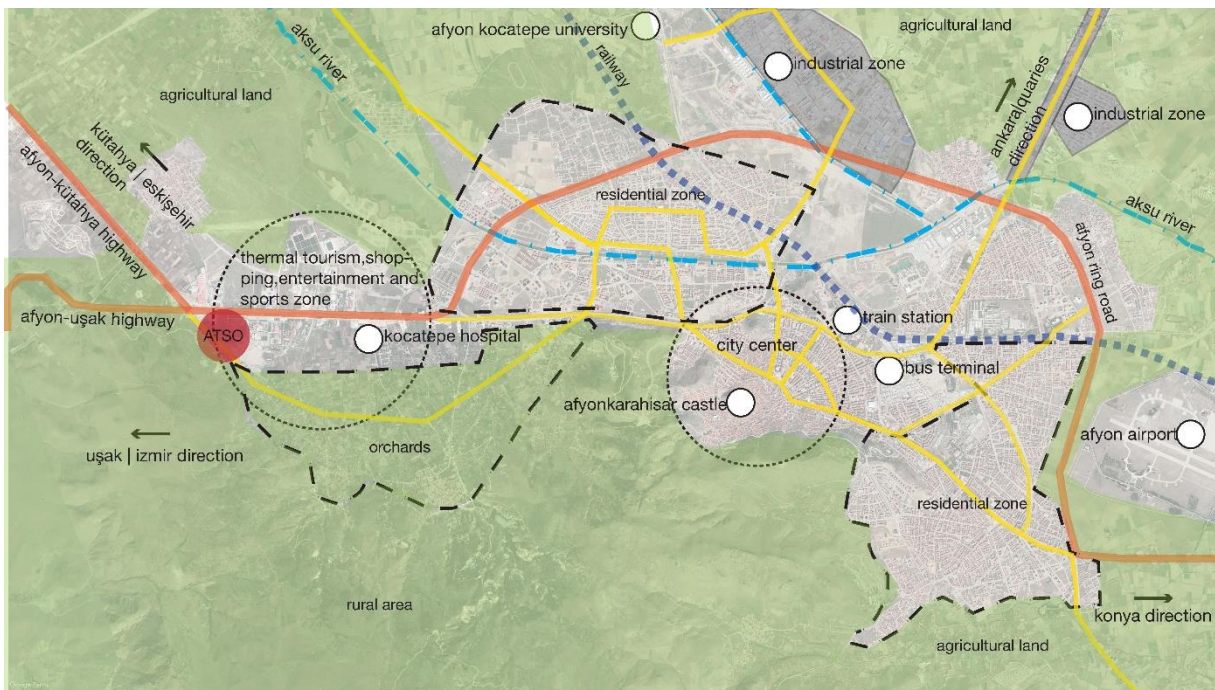 afyon kocatepe university
agricultural land
aksu river
railway
industrial zone
agricultural land
ankara|quaries
direction
industrial zone
kütahya | eskişehir
direction
afyon-kütahya highway
residential zone
aksu river
afyon ring road
thermal tourism,shop-
ping,entertainment and
sports zone
afyon-uşak highway
ATSO
kocatepe hospital
train station
city center
bus terminal
afyonkarahisar castle
afyon airport
orchards
uşak | izmir direction
residential zone
rural area
konya direction
agricultural land